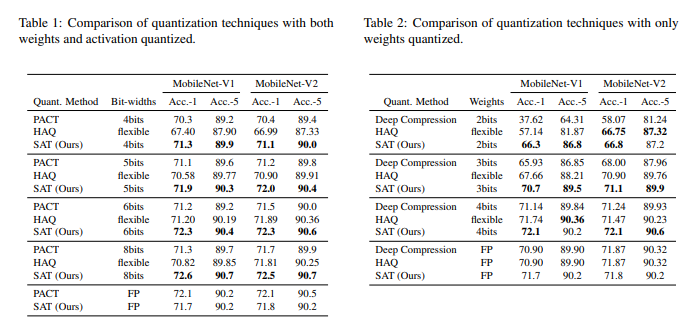 Table 1: Comparison of quantization techniques with both
weights and activation quantized.
MobileNet-V1 MobileNet-V2
Quant. Method Bit-widths Acc.-1 Acc.-5 Acc.-1 Acc.-5
PACT 4bits 70.3 89.2 70.4 89.4
HAQ flexible 67.40 87.90 66.99 87.33
SAT (Ours) 4bits 71.3 89.9 71.1 90.0
PACT 5bits 71.1 89.6 71.2 89.8
HAQ flexible 70.58 89.77 70.90 89.91
SAT (Ours) 5bits 71.9 90.3 72.0 90.4
PACT 6bits 71.2 89.2 71.5 90.0
HAQ flexible 71.20 90.19 71.89 90.36
SAT (Ours) 6bits 72.3 90.4 72.3 90.6
PACT 8bits 71.3 89.7 71.7 89.9
HAQ flexible 70.82 89.85 71.81 90.25
SAT (Ours) 8bits 72.6 90.7 72.5 90.7
PACT FP 72.1 90.2 72.1 90.5
SAT (Ours) FP 71.7 90.2 71.8 90.2
Table 2: Comparison of quantization techniques with only
weights quantized.
MobileNet-V1 MobileNet-V2
Quant. Method Weights Acc.-1 Acc.-5 Acc.-1 Acc.-5
Deep Compression 2bits 37.62 64.31 58.07 81.24
HAQ flexible 57.14 81.87 66.75 87.32
SAT (Ours) 2bits 66.3 86.8 66.8 87.2
Deep Compression 3bits 65.93 86.85 68.00 87.96
HAQ flexible 67.66 88.21 70.90 89.76
SAT (Ours) 3bits 70.7 89.5 71.1 89.9
Deep Compression 4bits 71.14 89.84 71.24 89.93
HAQ flexible 71.74 90.36 71.47 90.23
SAT (Ours) 4bits 72.1 90.2 72.1 90.6
Deep Compression FP 70.90 89.90 71.87 90.32
HAQ FP 70.90 89.90 71.87 90.32
SAT (Ours) FP 71.7 90.2 71.8 90.2